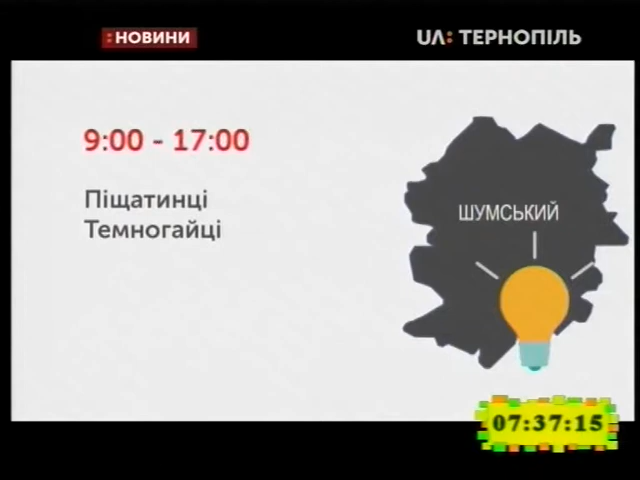 :НОВИНИ
UA: ТЕРНОПІЛЬ
9:00 - 17:00
Піщатинці
Темногайці
ШУМСЬКИЙ
07:37:15